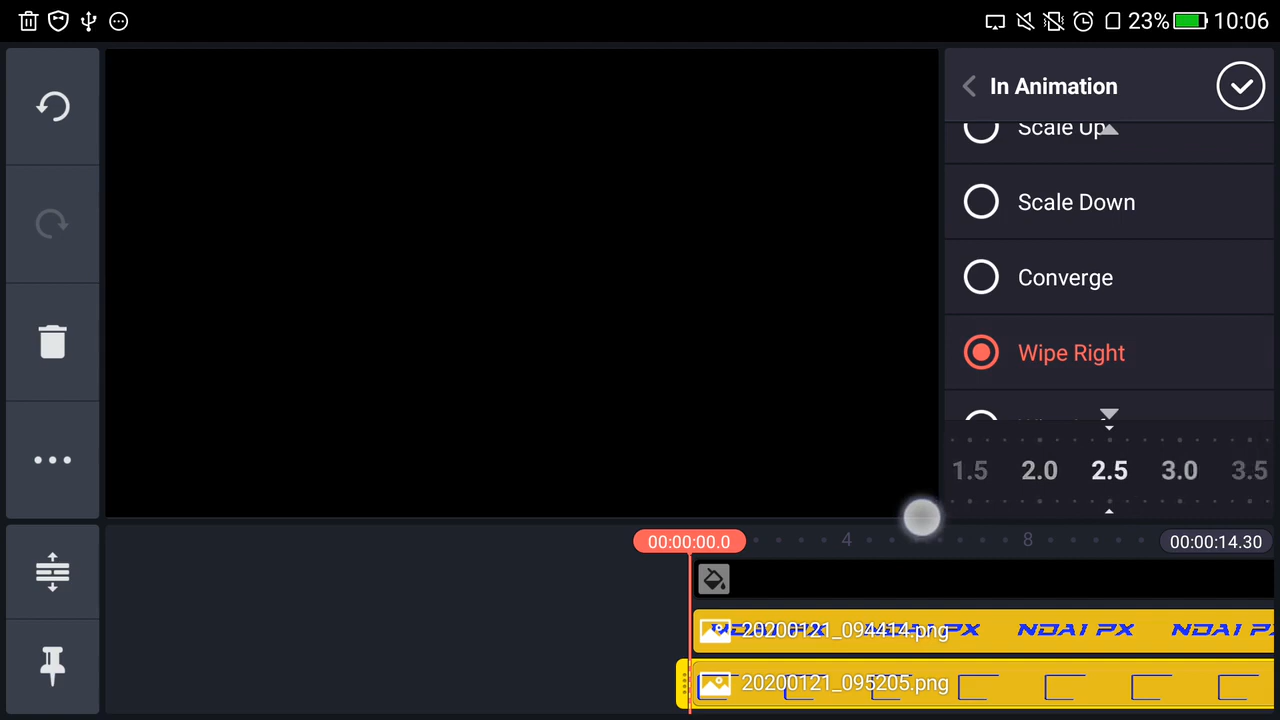 23% 10:06
In Animation
Scale Up
Scale Down
Converge
Wipe Right
1.5 2.0 2.5 3.0 3.5
00:00:00.0 4 8 00:00:14.30
20200121_094414.png
NDAI PX NDAI PX
20200121_095205.png